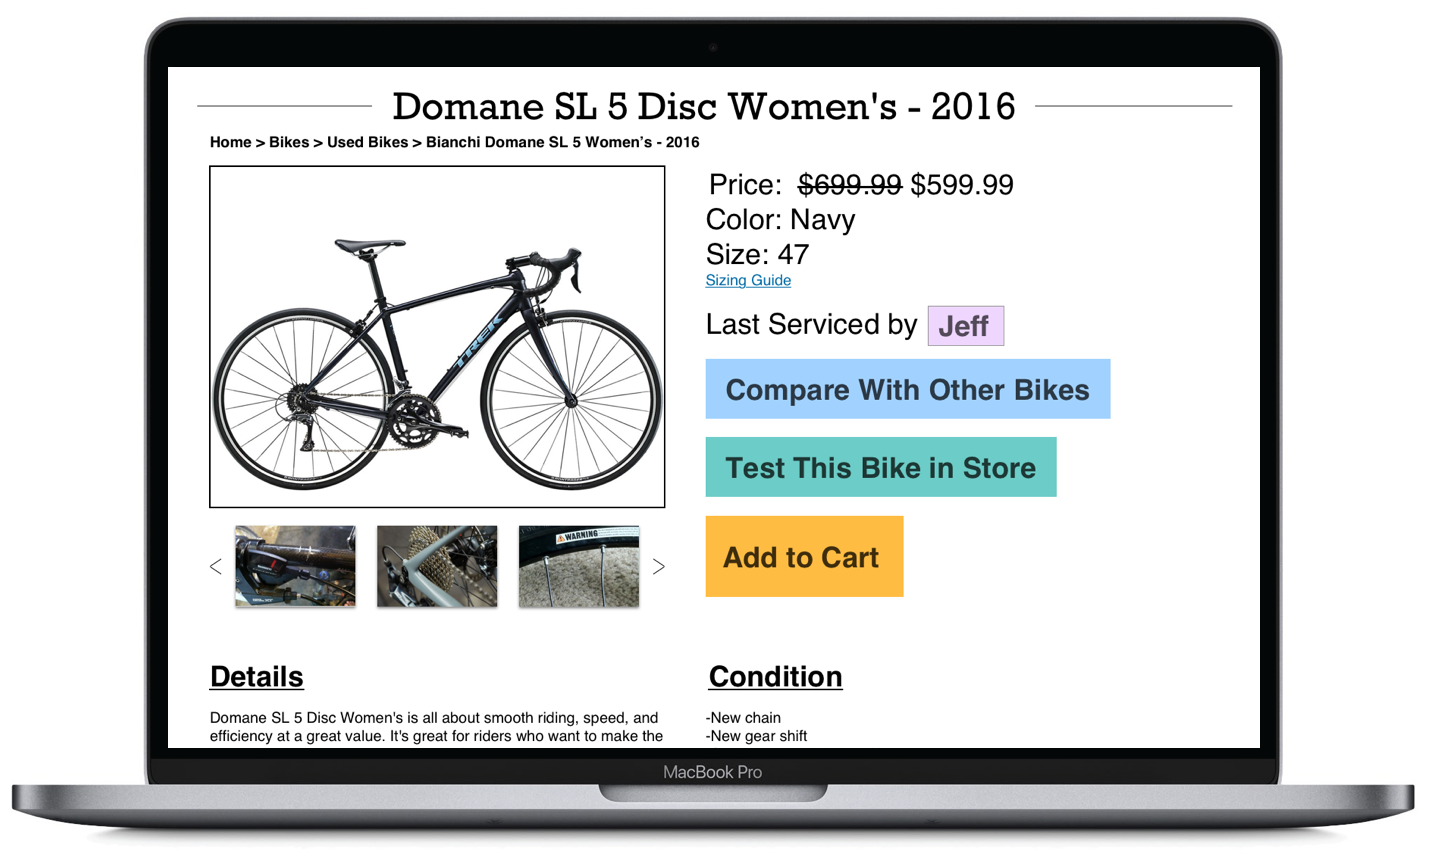 Domane SL 5 Disc Women's - 2016
Home > Bikes > Used Bikes > Bianchi Domane SL 5 Women’s - 2016
Price: $699.99 $599.99
Color: Navy
Size: 47
Sizing Guide
TREK
Last Serviced by Jeff
Compare With Other Bikes
Test This Bike in Store
Add to Cart
< >
WARNING
Details
Domane SL 5 Disc Women's is all about smooth riding, speed, and
efficiency at a great value. It's great for riders who want to make the
Condition
-New chain
-New gear shift
MacBook Pro